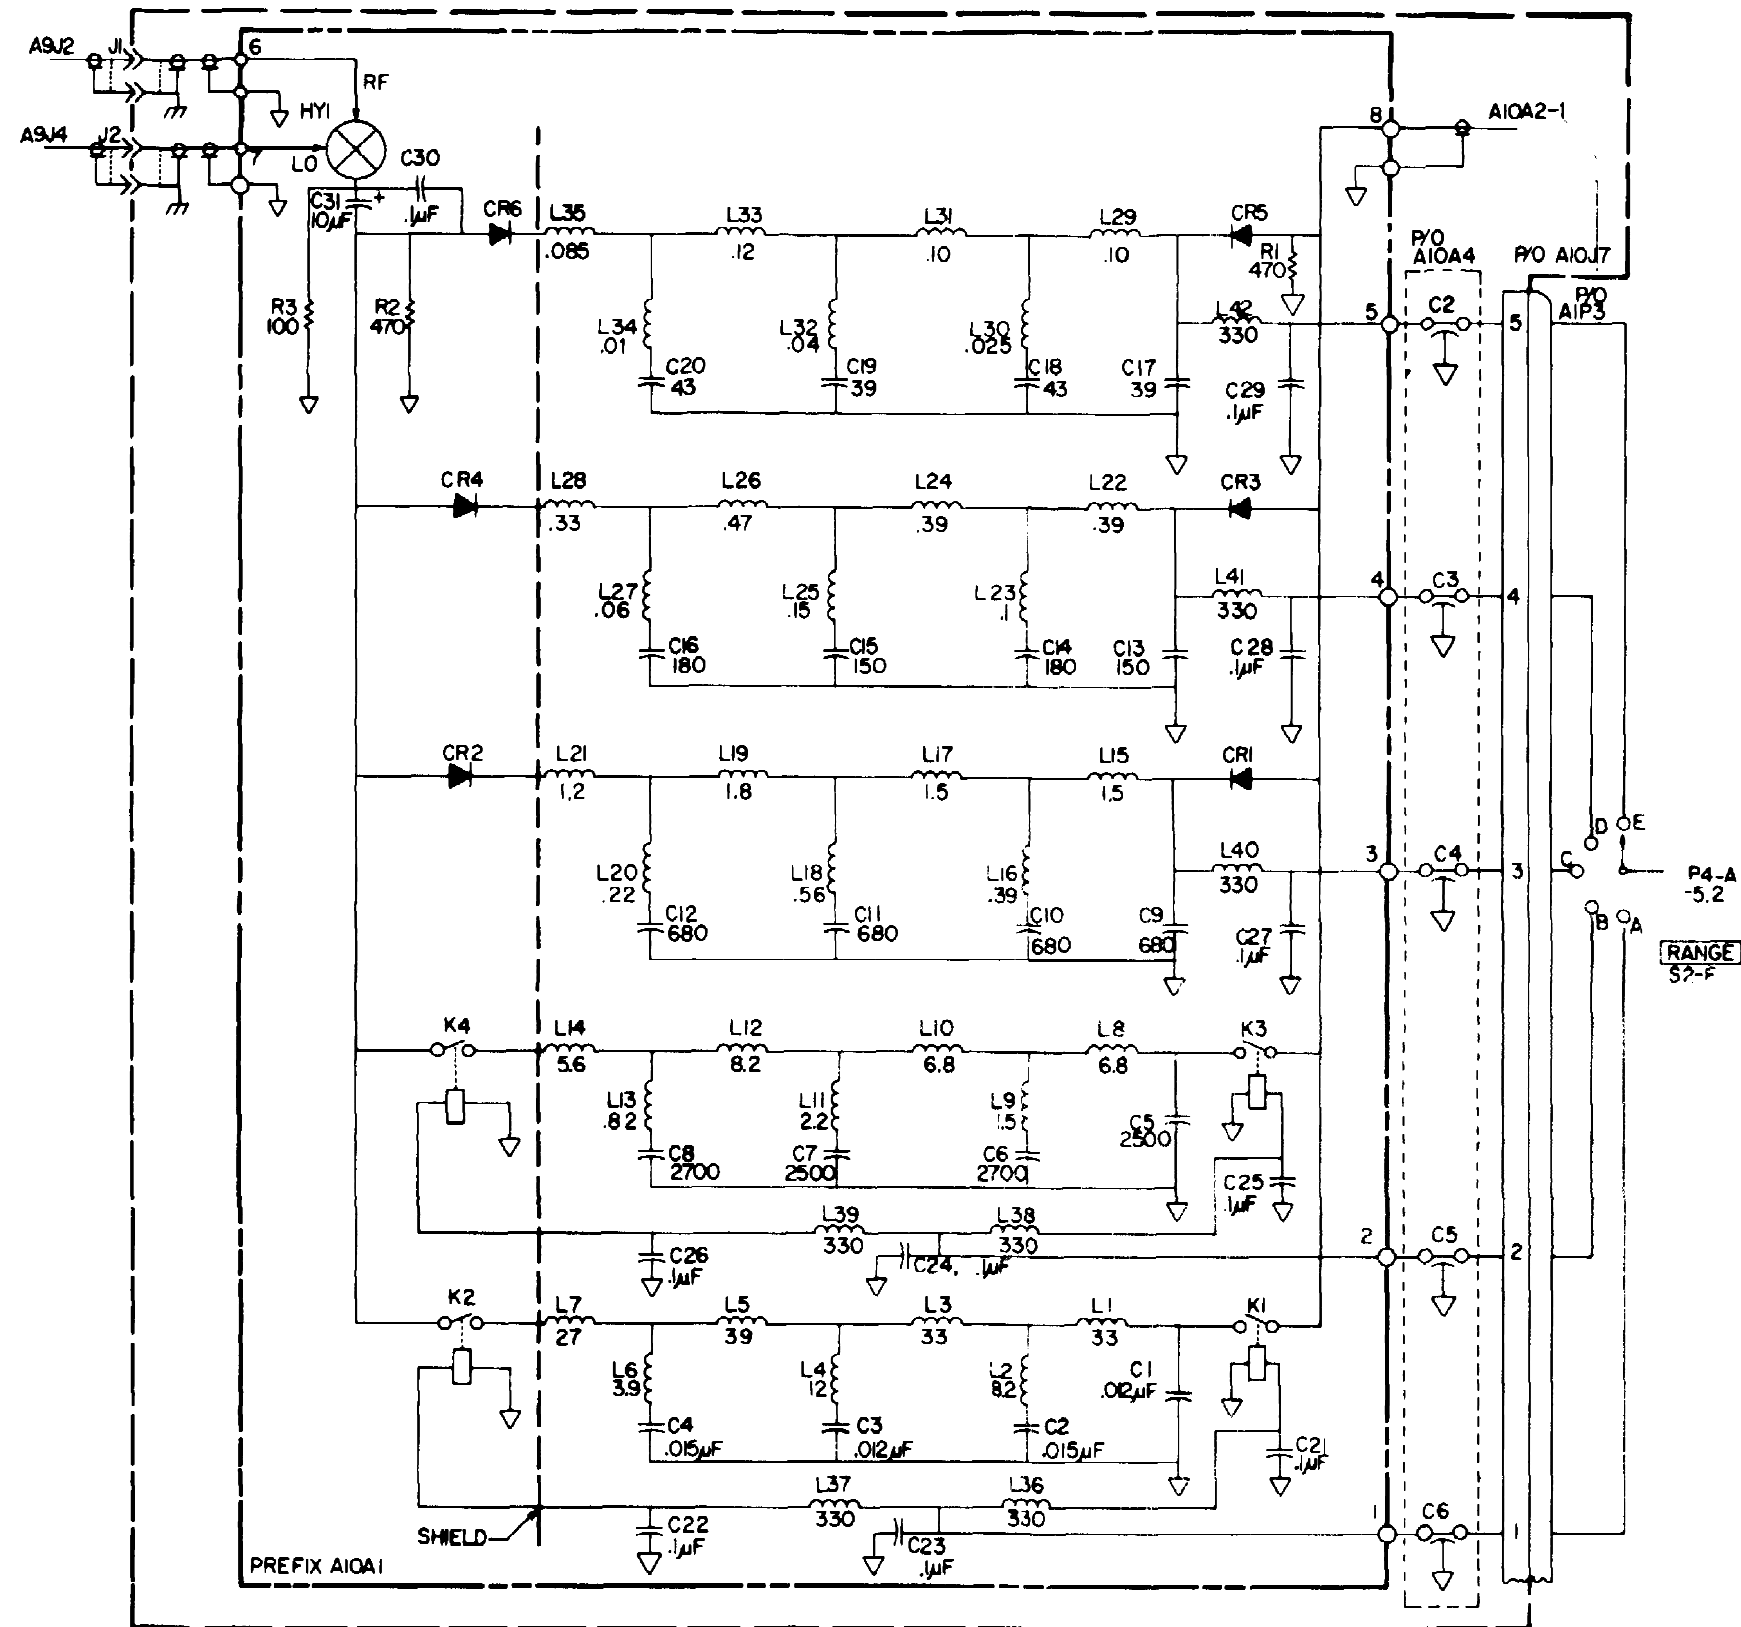 A9J2
J1
6
RF
HY1
A9J4
J2
7
LO
C30
.1µF
C31
10µF
+
8
A10A2-1
CR6
L35
.085
L33
.12
L31
.10
L29
.10
CR5
R1
470
P/O
A10A4
P/O A10J7
P/O
A1P3
R3
100
R2
470
L34
.01
L32
.04
L30
.025
L42
330
5
C2
5
C20
43
C19
39
C18
43
C17
39
C29
.1µF
CR4
L28
.33
L26
.47
L24
.39
L22
.39
CR3
L27
.06
L25
.15
L23
.1
L41
330
4
C3
4
C16
180
C15
150
C14
180
C13
150
C28
.1µF
CR2
L21
1.2
L19
1.8
L17
1.5
L15
1.5
CR1
L20
.22
L18
.56
L16
.39
L40
330
3
C4
3
C
D
E
B
A
P4-A
-5.2
RANGE
S2-F
C12
680
C11
680
C10
680
C9
680
C27
.1µF
K4
L14
5.6
L12
8.2
L10
6.8
L8
6.8
K3
L13
.82
L11
2.2
L9
1.5
C5
2500
C8
2700
C7
2500
C6
2700
C25
.1µF
L39
330
L38
330
C26
.1µF
C24, .1µF
2
C5
2
K2
L7
27
L5
39
L3
33
L1
33
K1
L6
3.9
L4
12
L2
8.2
C1
.012µF
C4
.015µF
C3
.012µF
C2
.015µF
C21
.1µF
L37
330
L36
330
SHIELD
C22
.1µF
C23
.1µF
1
C6
1
PREFIX A10A1